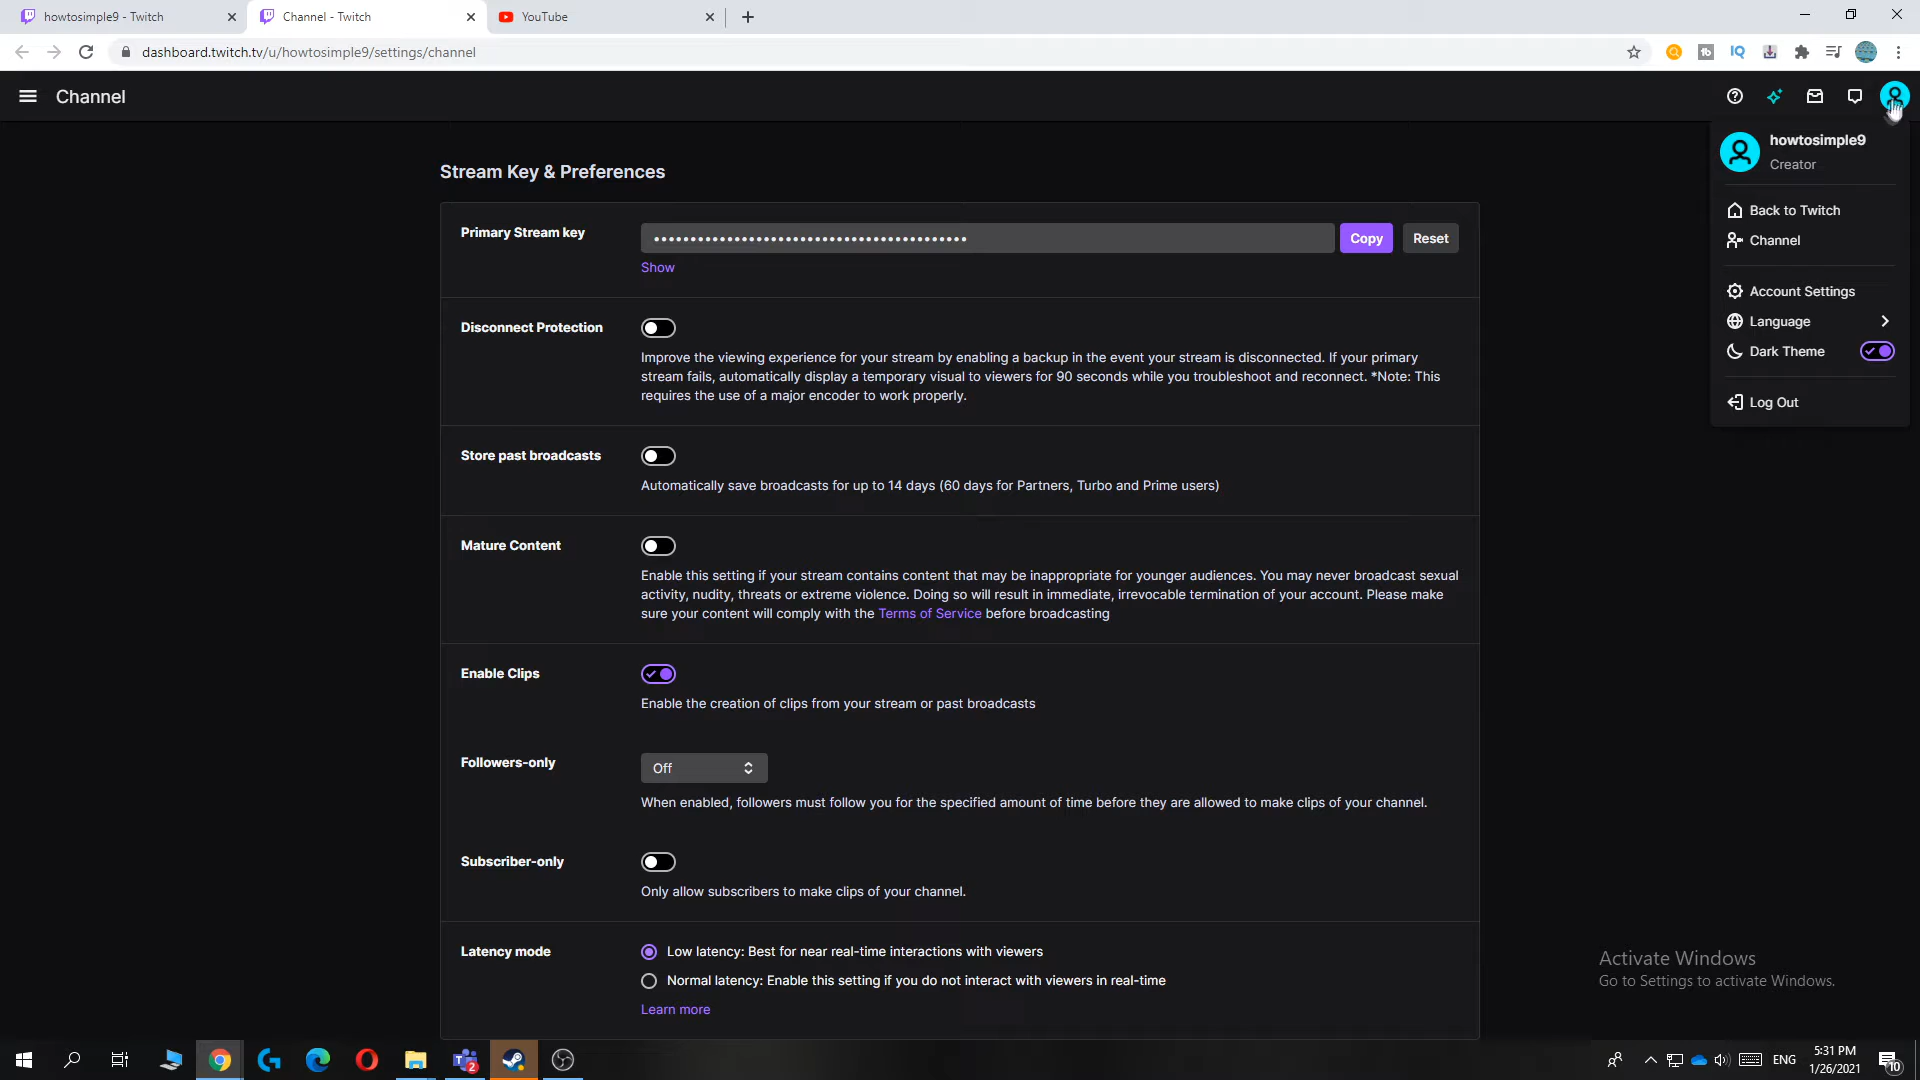 howtosimple9 - Twitch
Channel - Twitch
YouTube
dashboard.twitch.tv/u/howtosimple9/settings/channel
Channel
howtosimple9
Creator
Back to Twitch
Channel
Account Settings
Language
Dark Theme
Log Out
Stream Key & Preferences
Primary Stream key
Copy
Reset
Show
Disconnect Protection
Improve the viewing experience for your stream by enabling a backup in the event your stream is disconnected. If your primary
stream fails, automatically display a temporary visual to viewers for 90 seconds while you troubleshoot and reconnect. *Note: This
requires the use of a major encoder to work properly.
Store past broadcasts
Automatically save broadcasts for up to 14 days (60 days for Partners, Turbo and Prime users)
Mature Content
Enable this setting if your stream contains content that may be inappropriate for younger audiences. You may never broadcast sexual
activity, nudity, threats or extreme violence. Doing so will result in immediate, irrevocable termination of your account. Please make
sure your content will comply with the Terms of Service before broadcasting
Enable Clips
Enable the creation of clips from your stream or past broadcasts
Followers-only
Off
When enabled, followers must follow you for the specified amount of time before they are allowed to make clips of your channel.
Subscriber-only
Only allow subscribers to make clips of your channel.
Latency mode
Low latency: Best for near real-time interactions with viewers
Normal latency: Enable this setting if you do not interact with viewers in real-time
Learn more
Activate Windows
Go to Settings to activate Windows.
2
ENG
5:31 PM
1/26/2021
10